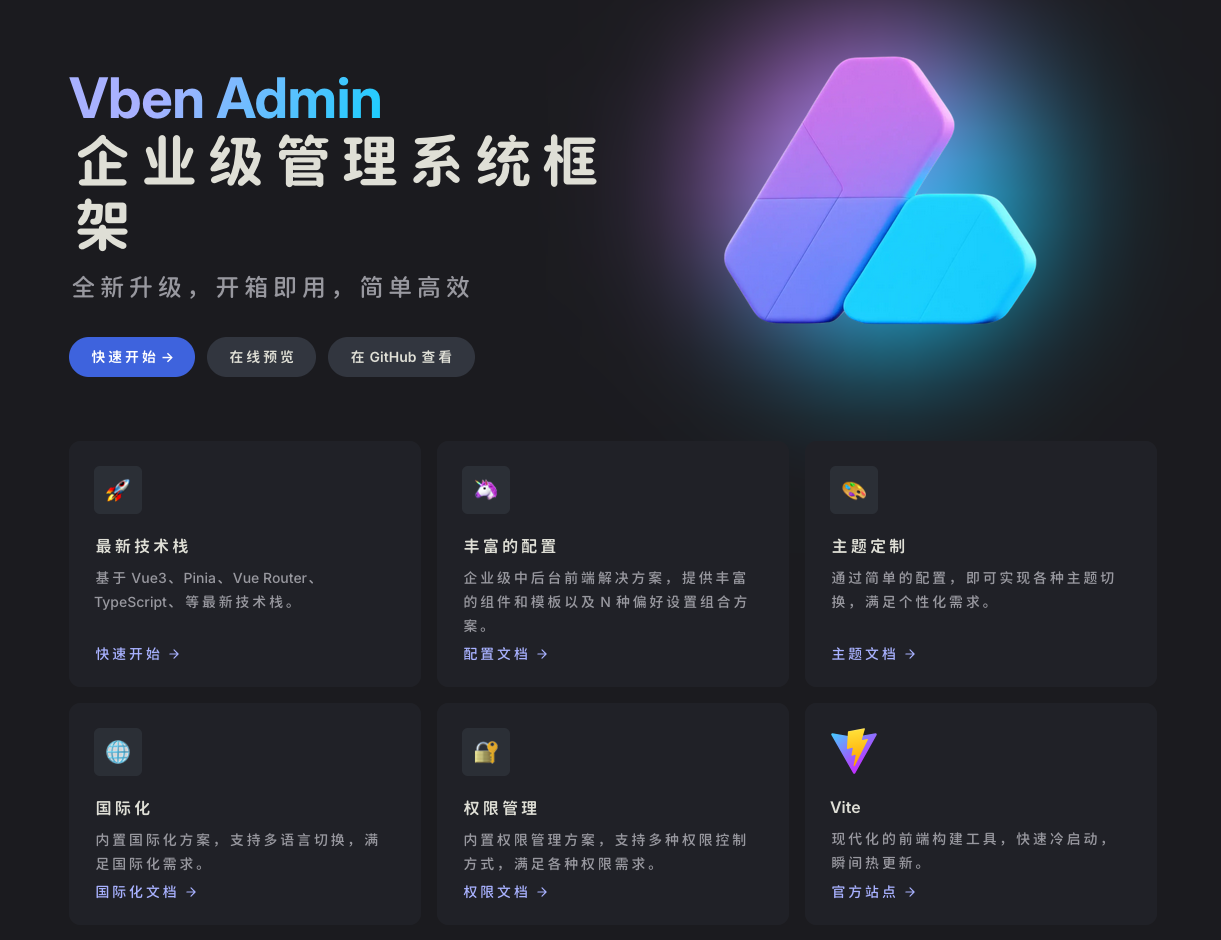 Vben Admin
企业级管理系统框
架
全新升级，开箱即用，简单高效
快速开始 →
在线预览
在 GitHub 查看
最新技术栈
基于 Vue3、Pinia、Vue Router、
TypeScript、等最新技术栈。
快速开始 →
丰富的配置
企业级中后台前端解决方案，提供丰富
的组件和模板以及 N 种偏好设置组合方
案。
配置文档 →
主题定制
通过简单的配置，即可实现各种主题切
换，满足个性化需求。
主题文档 →
国际化
内置国际化方案，支持多语言切换，满
足国际化需求。
国际化文档 →
权限管理
内置权限管理方案，支持多种权限控制
方式，满足各种权限需求。
权限文档 →
Vite
现代化的前端构建工具，快速冷启动，
瞬间热更新。
官方站点 →